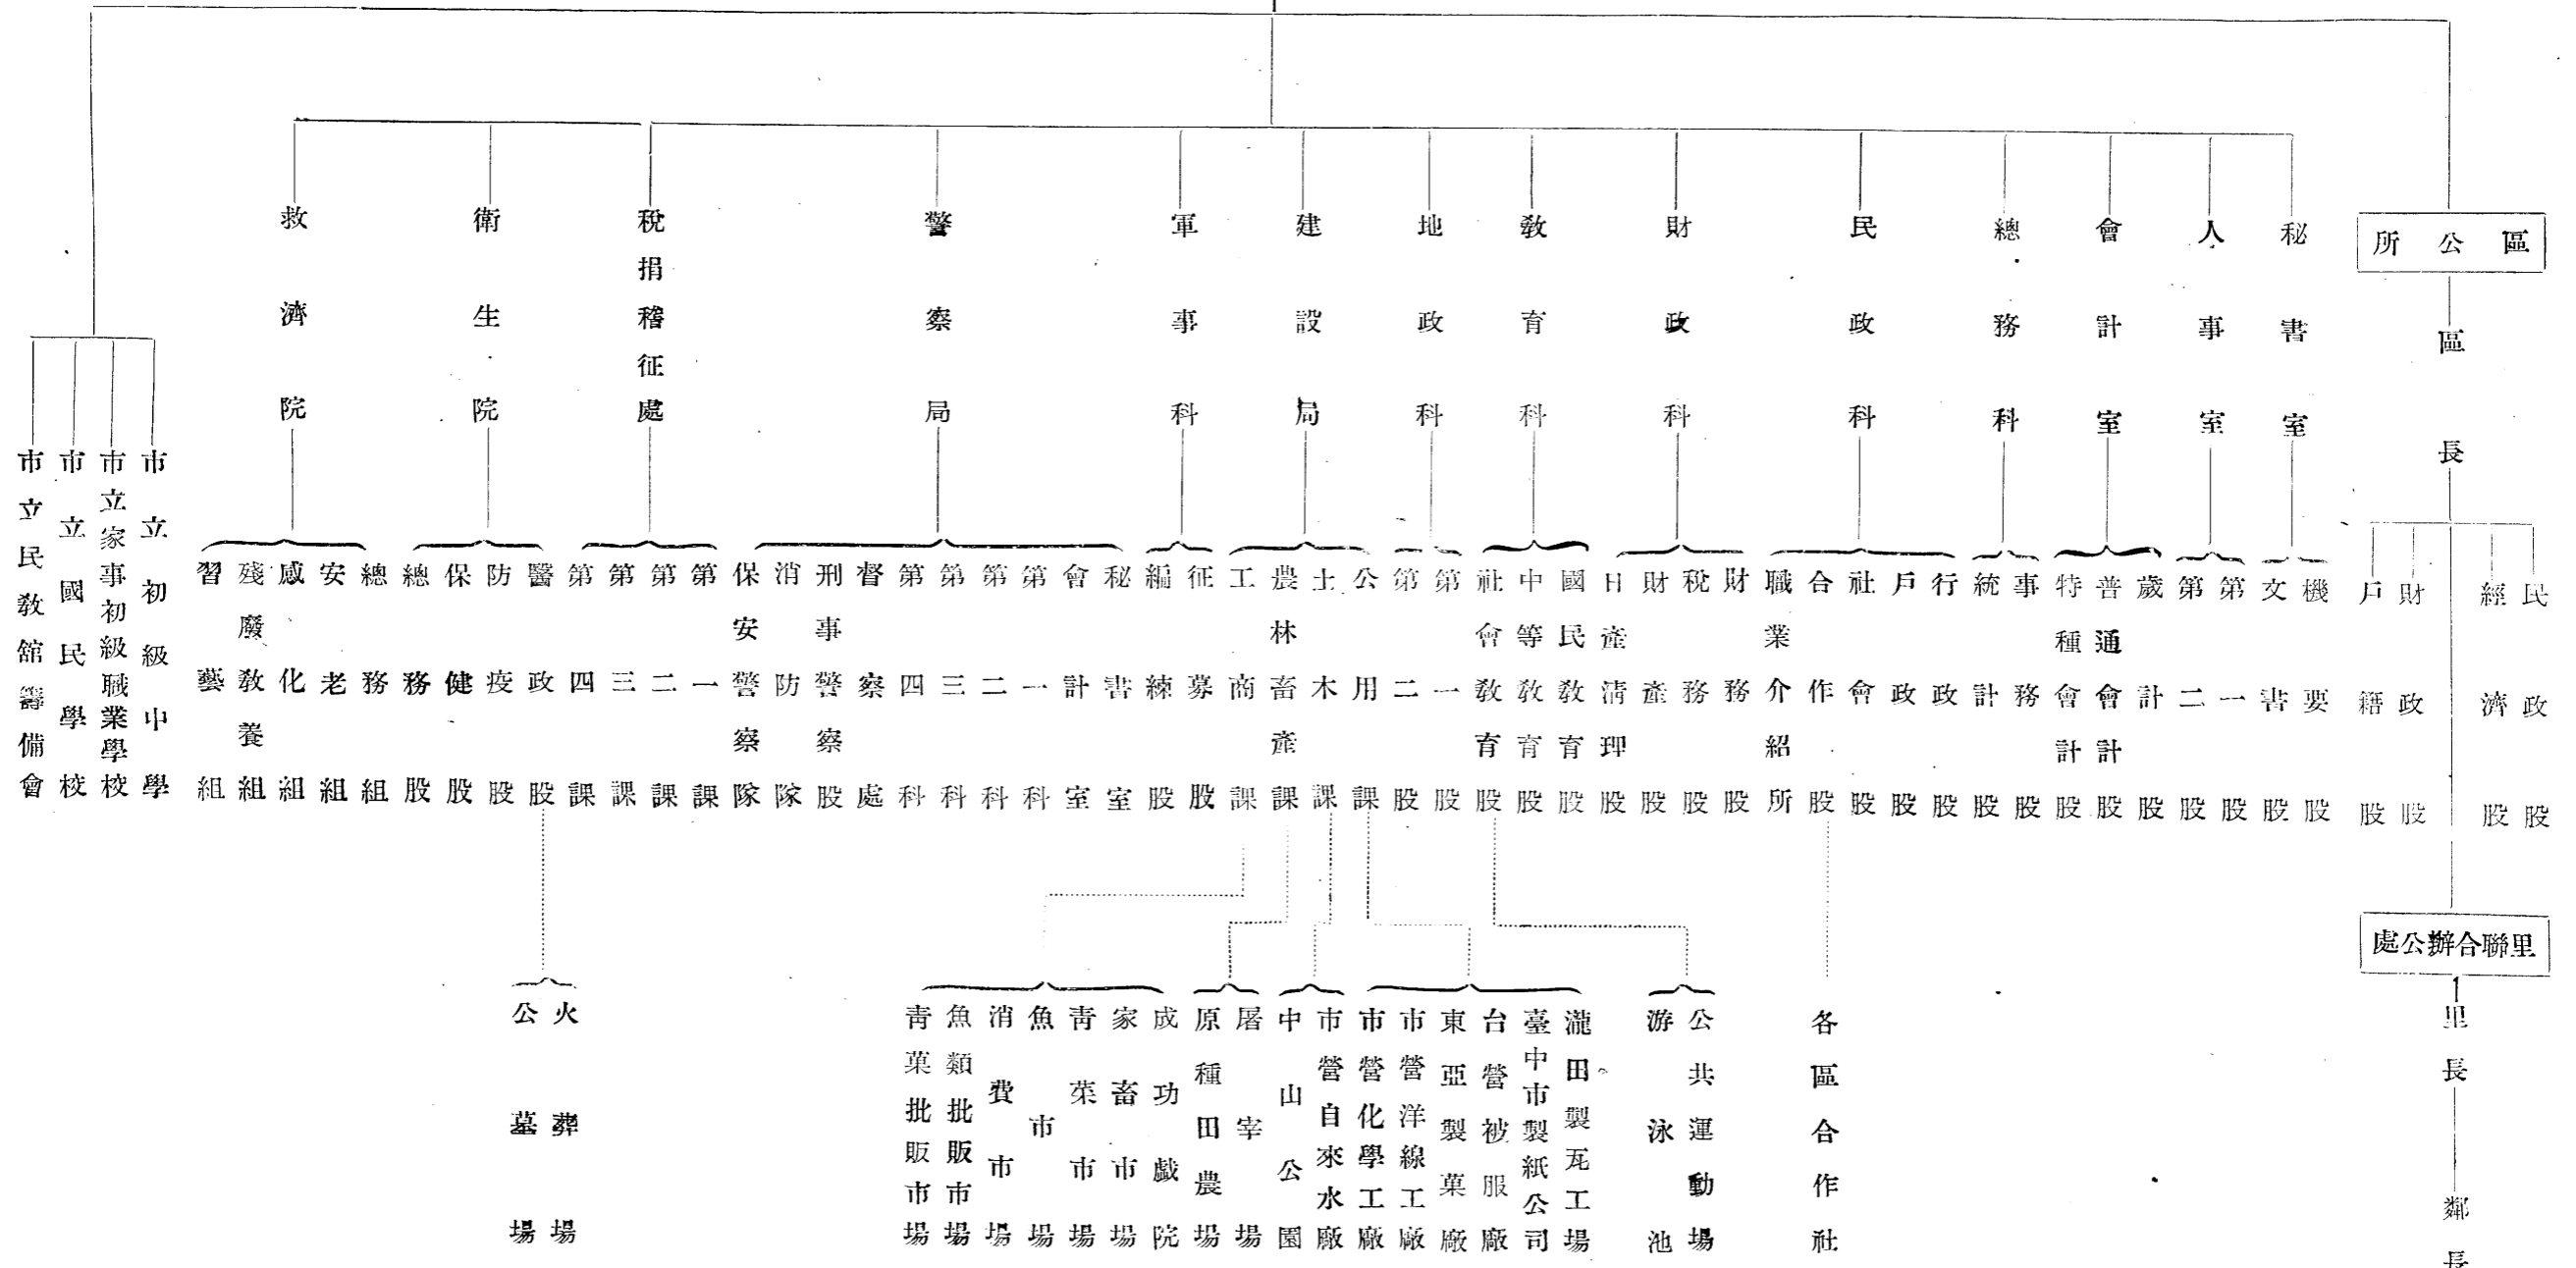 區公所
區長
民政股
經濟股
財政股
戶籍股
里聯合辦公處
里長
鄰長
秘書室
人事室
會計室
總務科
民政科
財政科
教育科
地政科
建設局
軍事科
警察局
稅捐稽征處
衛生院
救濟院
機要股
文書股
第一股
第二股
歲計股
普通會計股
特種會計股
事務股
統計股
行政股
戶政股
社會股
合作股
職業介紹所
財務股
稅務股
財產股
日產清理股
國民教育股
中等教育股
社會教育股
第一股
第二股
公用課
土木課
農林畜產課
工商課
征募股
編練股
秘書室
會計室
第一科
第二科
第三科
第四科
督察處
刑事警察股
消防隊
保安警察隊
第一課
第二課
第三課
第四課
醫政股
防疫股
保健股
總務股
總務組
安老組
感化組
殘廢教養組
習藝組
市立初級中學
市立家事初級職業學校
市立國民學校
市立民教舘籌備會
各區合作社
公共運動場
游泳池
瀧田製瓦工場
臺中市製紙公司
台營被服廠
東亞製菓廠
市營洋線工廠
市營化學工廠
市營自來水廠
中山公園
屠宰場
原種田農場
成功戲院
家畜市場
青菜市場
魚市場
消費市場
魚類批販市場
青菓批販市場
火葬場
公墓場